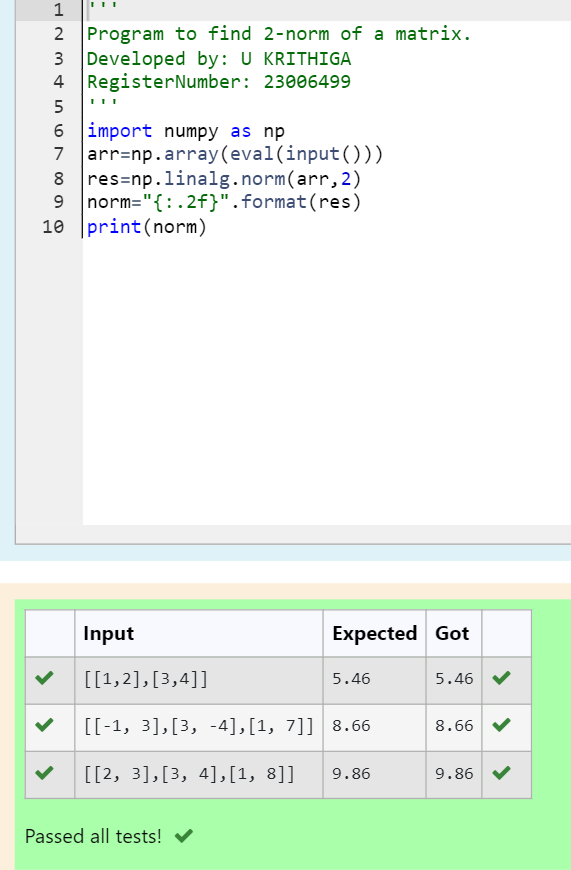 1 '''
2 Program to find 2-norm of a matrix.
3 Developed by: U KRITHIGA
4 RegisterNumber: 23006499
5 '''
6 import numpy as np
7 arr=np.array(eval(input()))
8 res=np.linalg.norm(arr,2)
9 norm="{:.2f}".format(res)
10 print(norm)
Input Expected Got
[[1,2],[3,4]] 5.46 5.46
[[-1, 3],[3, -4],[1, 7]] 8.66 8.66
[[2, 3],[3, 4],[1, 8]] 9.86 9.86
Passed all tests!